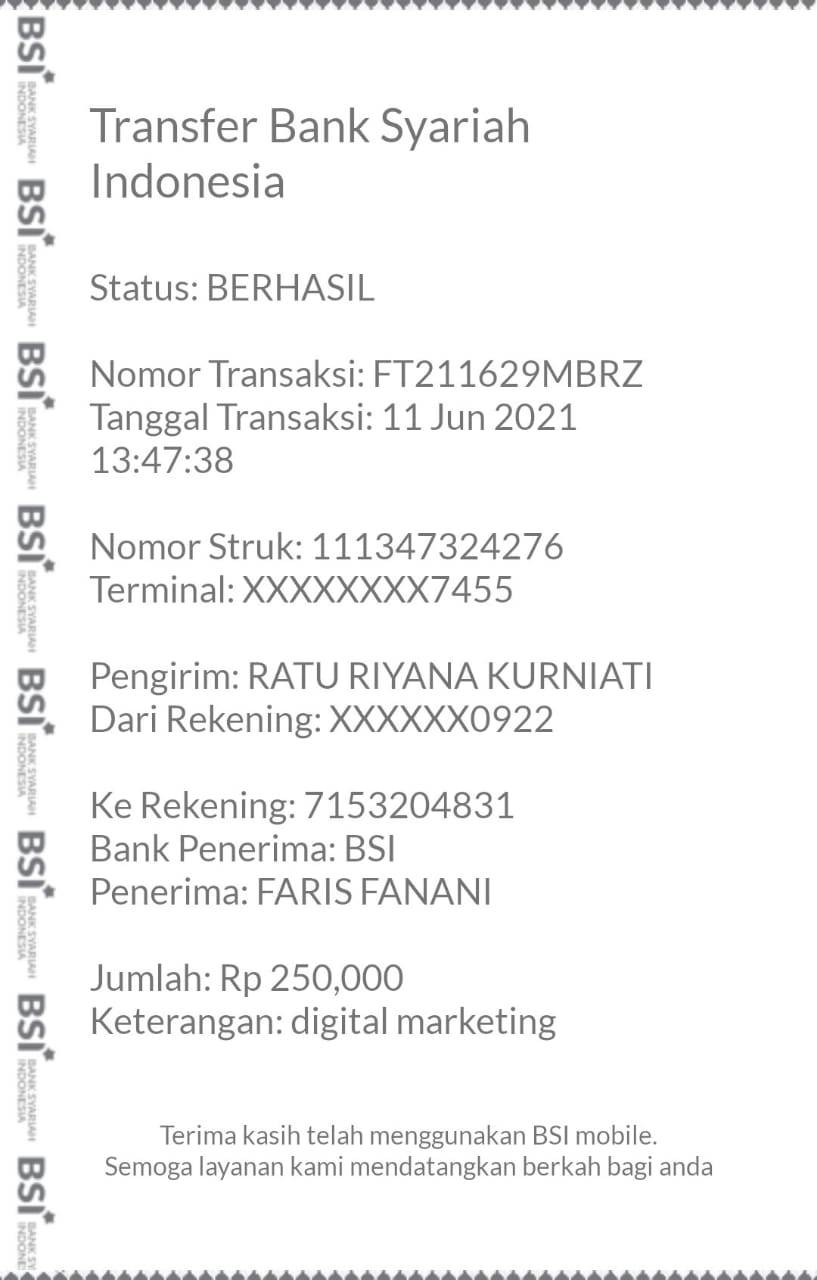 Transfer Bank Syariah
Indonesia
Status: BERHASIL
Nomor Transaksi: FT211629MBRZ
Tanggal Transaksi: 11 Jun 2021
13:47:38
Nomor Struk: 111347324276
Terminal: XXXXXXXX7455
Pengirim: RATU RIYANA KURNIATI
Dari Rekening: XXXXXX0922
Ke Rekening: 7153204831
Bank Penerima: BSI
Penerima: FARIS FANANI
Jumlah: Rp 250,000
Keterangan: digital marketing
Terima kasih telah menggunakan BSI mobile.
Semoga layanan kami mendatangkan berkah bagi anda
BSI
BANK SYARIAH
INDONESIA
BSI
BANK SYARIAH
INDONESIA
BSI
BANK SYARIAH
INDONESIA
BSI
BANK SYARIAH
INDONESIA
BSI
BANK SYARIAH
INDONESIA
BSI
BANK SYARIAH
INDONESIA
BSI
BANK SYARIAH
INDONESIA
BSI
BANK SY
INDONE